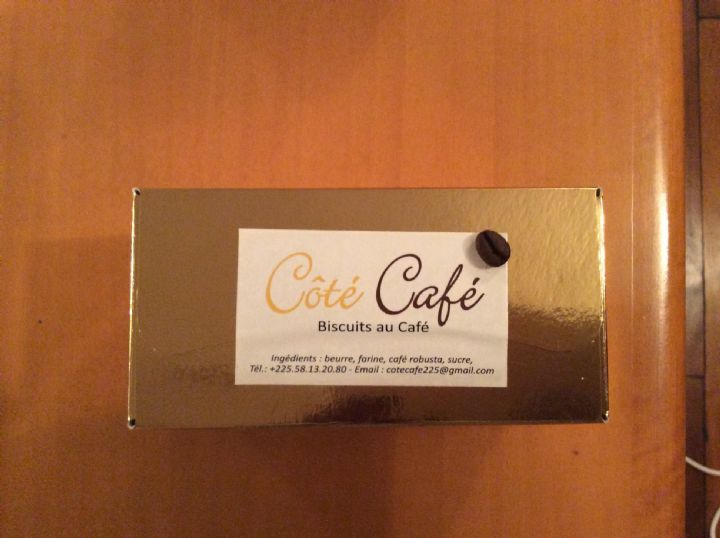 Côté Café
Biscuits au Café
Ingédients : beurre, farine, café robusta, sucre,
Tél.: +225.58.13.20.80 - Email : cotecafe225@gmail.com